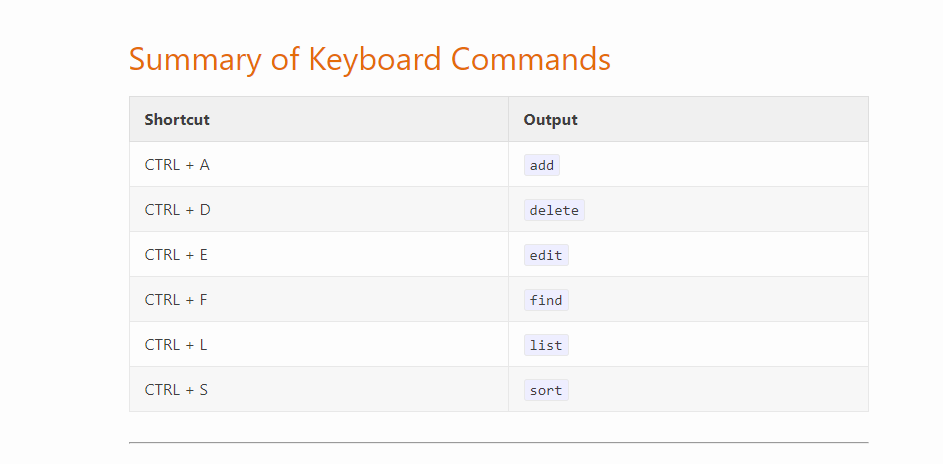 Summary of Keyboard Commands
Shortcut Output
CTRL + A add
CTRL + D delete
CTRL + E edit
CTRL + F find
CTRL + L list
CTRL + S sort